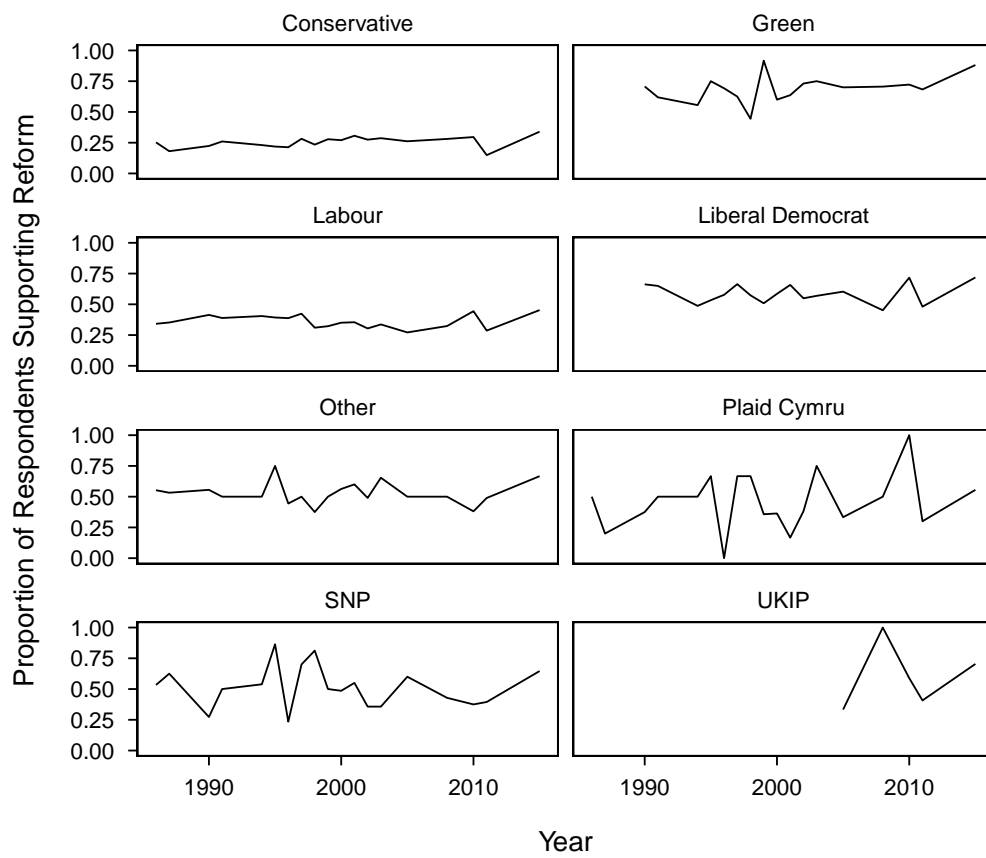 Conservative
Green
1.00
0.75
0.50
0.25
0.00
Labour
Liberal Democrat
1.00
0.75
0.50
0.25
0.00
Other
Plaid Cymru
1.00
0.75
0.50
0.25
0.00
SNP
UKIP
1.00
0.75
0.50
0.25
0.00
1990
2000
2010
1990
2000
2010
Year
Proportion of Respondents Supporting Reform